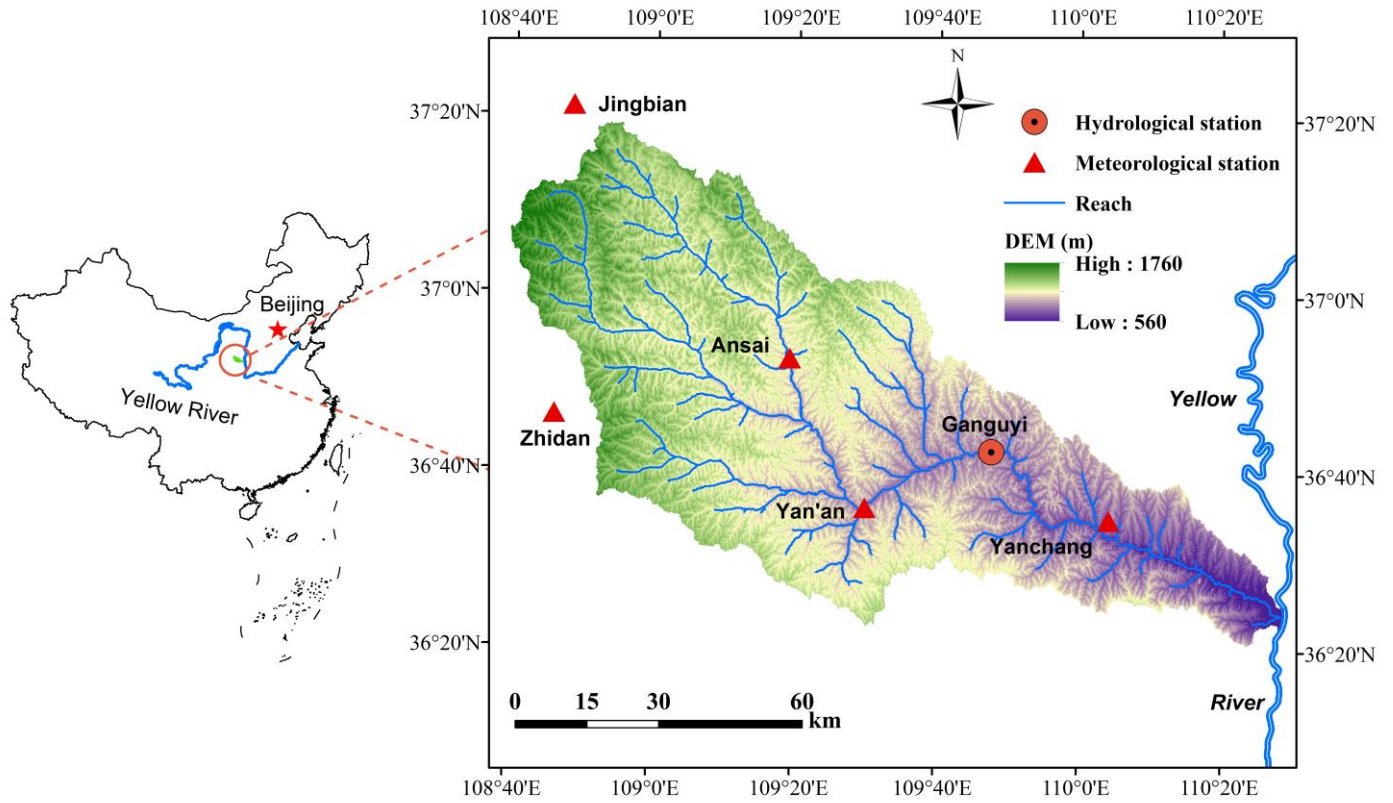 108°40'E 109°0'E 109°20'E 109°40'E 110°0'E 110°20'E
N
Jingbian
37°20'N
37°20'N
Hydrological station
Meteorological station
Reach
DEM (m)
High : 1760
Low : 560
37°0'N
37°0'N
Beijing
Yellow River
Ansai
Zhidan
Ganguyi
Yellow
36°40'N
36°40'N
Yan'an
Yanchang
36°20'N
36°20'N
River
0 15 30 60
km
108°40'E 109°0'E 109°20'E 109°40'E 110°0'E 110°20'E